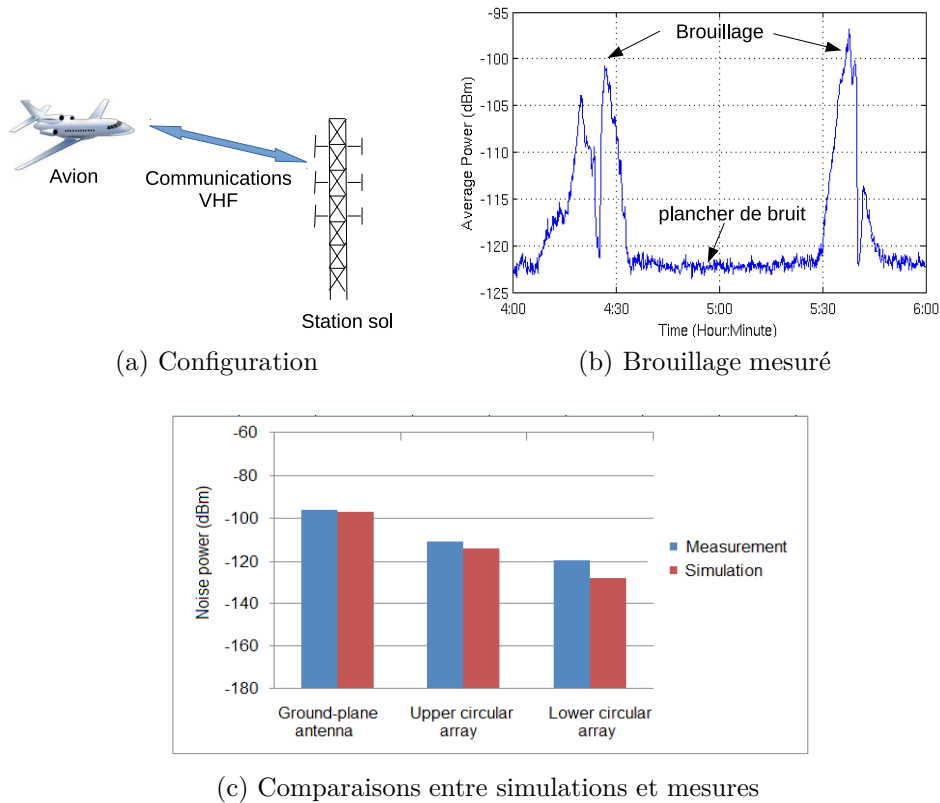 Avion
Communications
VHF
Station sol
(a) Configuration
-95
-100
-105
-110
-115
-120
-125
Average Power (dBm)
Brouillage
plancher de bruit
4:00
4:30
5:00
5:30
6:00
Time (Hour:Minute)
(b) Brouillage mesuré
-60
-80
-100
-120
-140
-160
-180
Noise power (dBm)
Ground-plane
antenna
Upper circular
array
Lower circular
array
Measurement
Simulation
(c) Comparaisons entre simulations et mesures